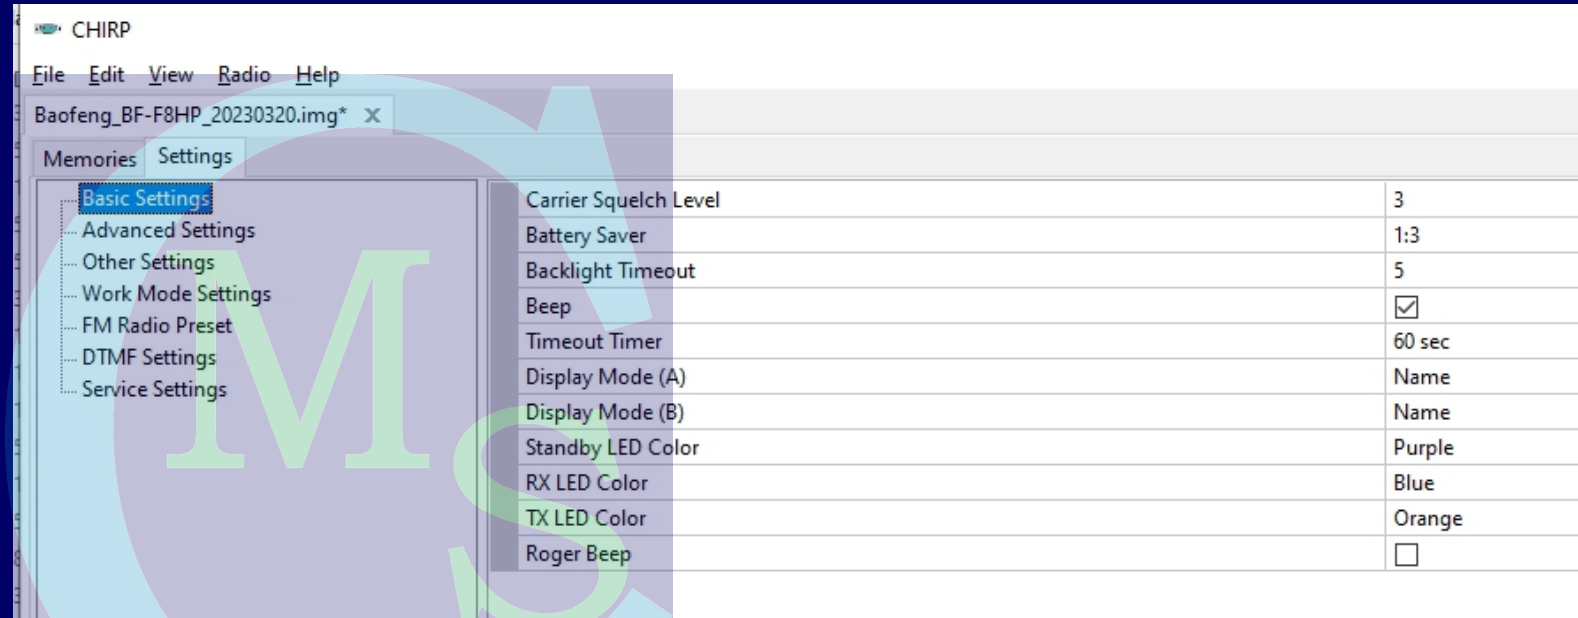 CHIRP
File Edit View Radio Help
Baofeng_BF-F8HP_20230320.img* x
Memories Settings
Basic Settings
Advanced Settings
Other Settings
Work Mode Settings
FM Radio Preset
DTMF Settings
Service Settings
Carrier Squelch Level 3
Battery Saver 1:3
Backlight Timeout 5
Beep
Timeout Timer 60 sec
Display Mode (A) Name
Display Mode (B) Name
Standby LED Color Purple
RX LED Color Blue
TX LED Color Orange
Roger Beep
CMS